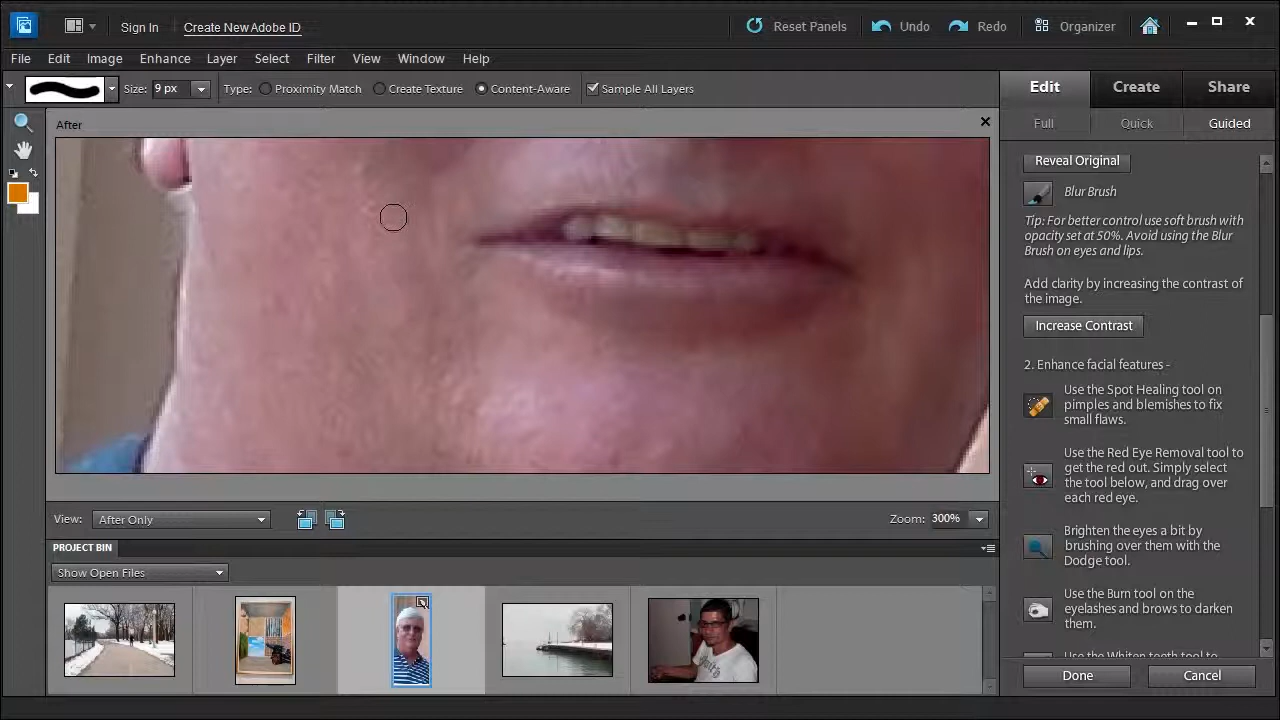 Sign In
Create New Adobe ID
Reset Panels
Undo
Redo
Organizer
File Edit Image Enhance Layer Select Filter View Window Help
Size: 9 px
Type: Proximity Match Create Texture Content-Aware
Sample All Layers
Edit Create Share
Full Quick Guided
After
Reveal Original
Blur Brush
Tip: For better control use soft brush with
opacity set at 50%. Avoid using the Blur
Brush on eyes and lips.
Add clarity by increasing the contrast of
the image.
Increase Contrast
2. Enhance facial features -
Use the Spot Healing tool on
pimples and blemishes to fix
small flaws.
Use the Red Eye Removal tool to
get the red out. Simply select
the tool below, and drag over
each red eye.
Brighten the eyes a bit by
brushing over them with the
Dodge tool.
Use the Burn tool on the
eyelashes and brows to darken
them.
Use the Whiten teeth tool to
Done Cancel
View: After Only
Zoom: 300%
PROJECT BIN
Show Open Files